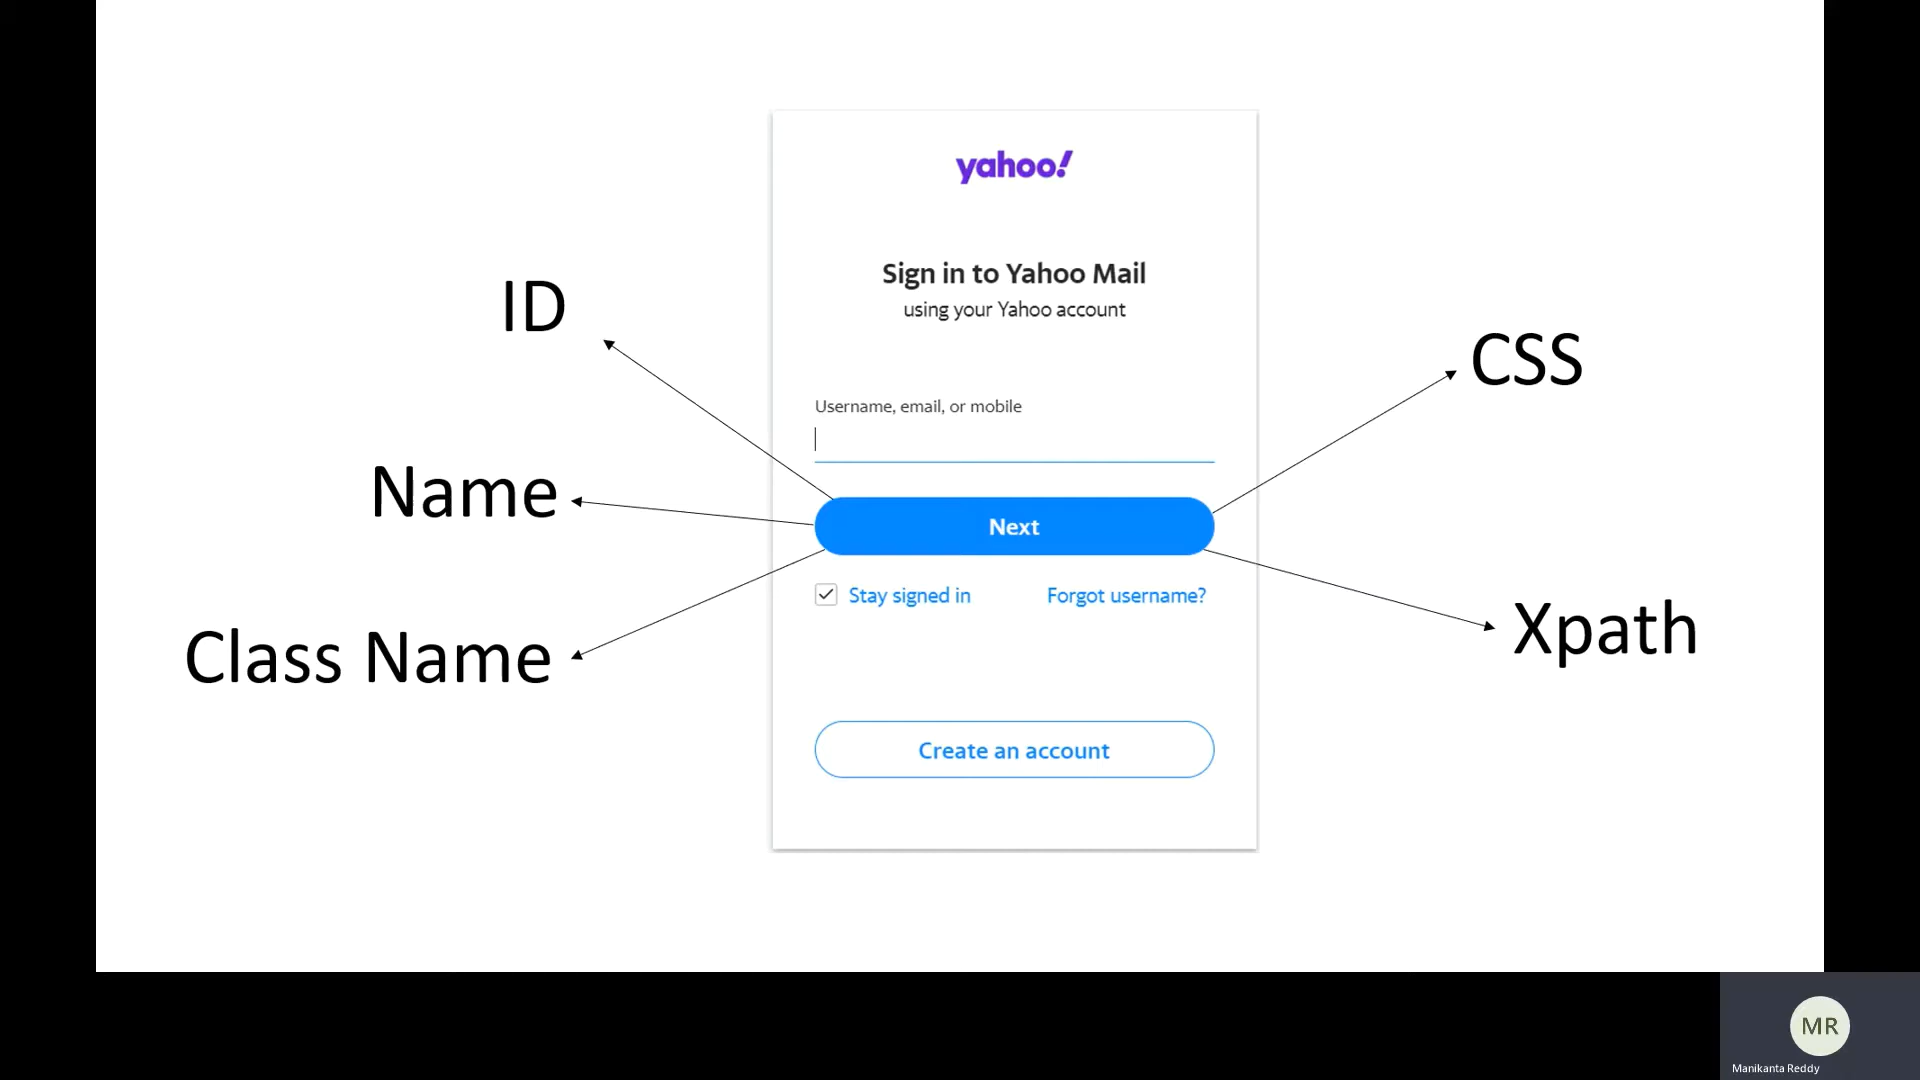 yahoo!
Sign in to Yahoo Mail
using your Yahoo account
ID
CSS
Username, email, or mobile
Name
Next
Stay signed in Forgot username?
Class Name
Xpath
Create an account
MR
Manikanta Reddy